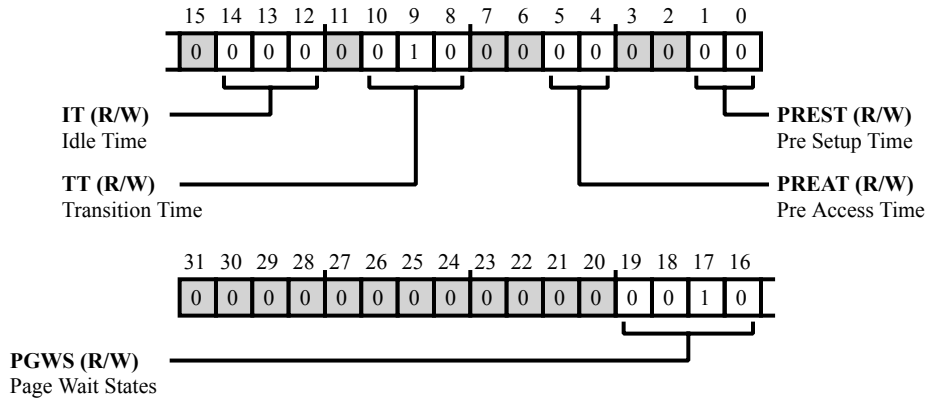 15 14 13 12 11 10 9 8 7 6 5 4 3 2 1 0
0 0 0 0 0 0 1 0 0 0 0 0 0 0 0 0
IT (R/W)
Idle Time
PREST (R/W)
Pre Setup Time
TT (R/W)
Transition Time
PREAT (R/W)
Pre Access Time
31 30 29 28 27 26 25 24 23 22 21 20 19 18 17 16
0 0 0 0 0 0 0 0 0 0 0 0 0 0 1 0
PGWS (R/W)
Page Wait States